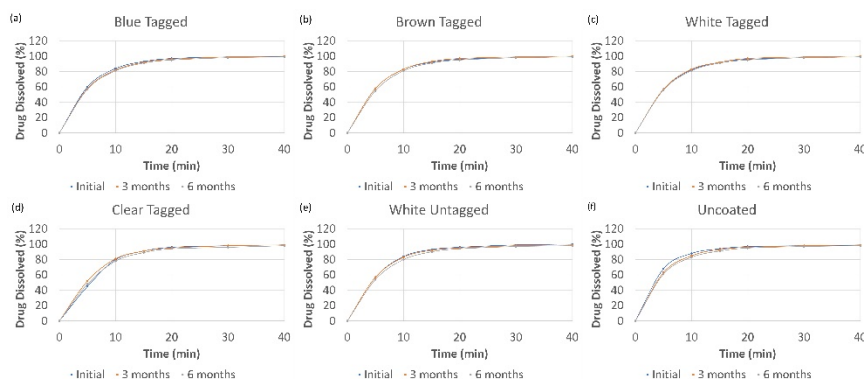 (a) Blue Tagged
Drug Dissolved (%)
120
100
80
60
40
20
0
0 10 20 30 40
Time (min)
• Initial • 3 months • 6 months
(b) Brown Tagged
Drug Dissolved (%)
120
100
80
60
40
20
0
0 10 20 30 40
Time (min)
• Initial • 3 months • 6 months
(c) White Tagged
Drug Dissolved (%)
120
100
80
60
40
20
0
0 10 20 30 40
Time (min)
• Initial • 3 months • 6 months
(d) Clear Tagged
Drug Dissolved (%)
120
100
80
60
40
20
0
0 10 20 30 40
Time (min)
• Initial • 3 months • 6 months
(e) White Untagged
Drug Dissolved (%)
120
100
80
60
40
20
0
0 10 20 30 40
Time (min)
• Initial • 3 months • 6 months
(f) Uncoated
Drug Dissolved (%)
120
100
80
60
40
20
0
0 10 20 30 40
Time (min)
• Initial • 3 months • 6 months